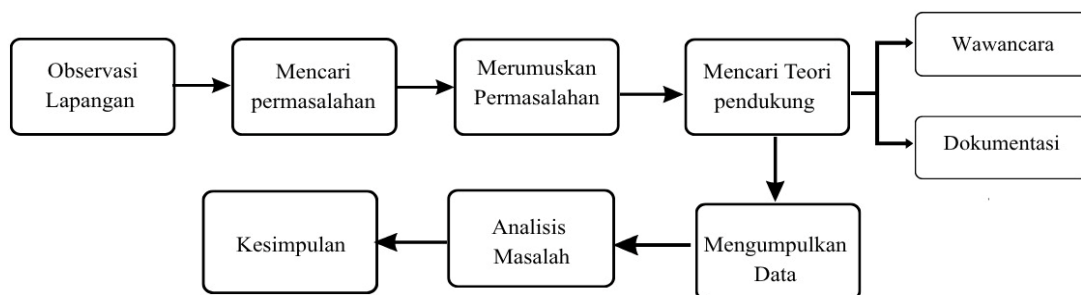 Observasi
Lapangan
Mencari
permasalahan
Merumuskan
Permasalahan
Mencari Teori
pendukung
Wawancara
Dokumentasi
Mengumpulkan
Data
Analisis
Masalah
Kesimpulan